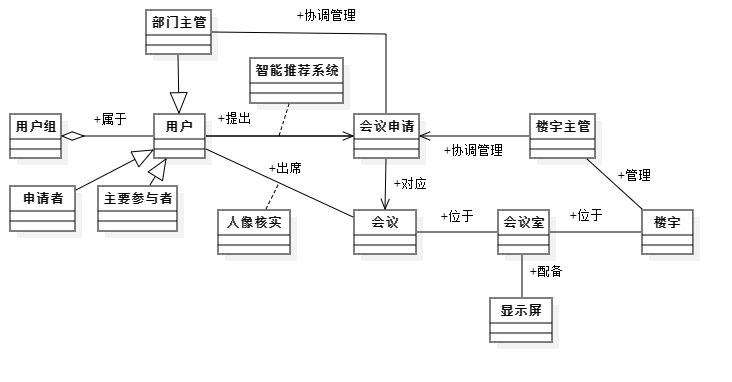 +协调管理
部门主管
智能推荐系统
用户组
+属于
用户
+提出
会议申请
楼宇主管
+协调管理
+出席
+对应
+管理
申请者
主要参与者
人像核实
会议
+位于
会议室
+位于
楼宇
+配备
显示屏